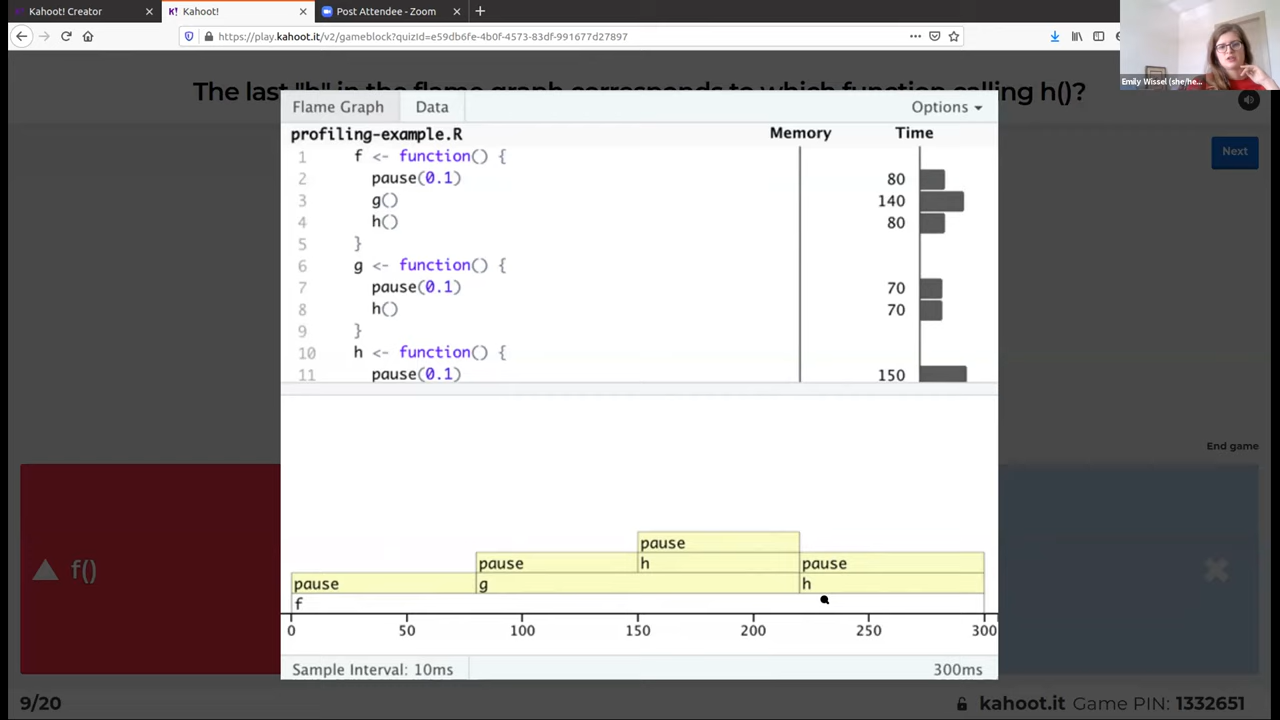 Kahoot! Creator
K! Kahoot!
Post Attendee - Zoom
https://play.kahoot.it/v2/gameblock?quizId=e59db6fe-4b0f-4573-83df-991677d27897
Emily Wissel (she/he...
The last "h" in the flame graph corresponds to which function calling h()?
Next
Flame Graph Data Options
profiling-example.R Memory Time
1 f <- function() {
2 pause(0.1) 80
3 g() 140
4 h() 80
5 }
6 g <- function() {
7 pause(0.1) 70
8 h() 70
9 }
10 h <- function() {
11 pause(0.1) 150
End game
pause
pause h pause
pause g h
f
0 50 100 150 200 250 300
Sample Interval: 10ms 300ms
f()
9/20
kahoot.it Game PIN: 1332651